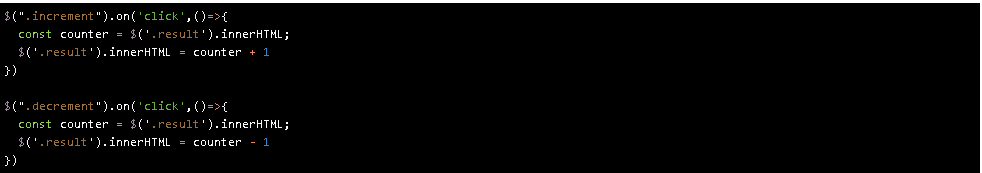 $(".increment").on('click',()=>{
  const counter = $('.result').innerHTML;
  $('.result').innerHTML = counter + 1
})

$(".decrement").on('click',()=>{
  const counter = $('.result').innerHTML;
  $('.result').innerHTML = counter - 1
})